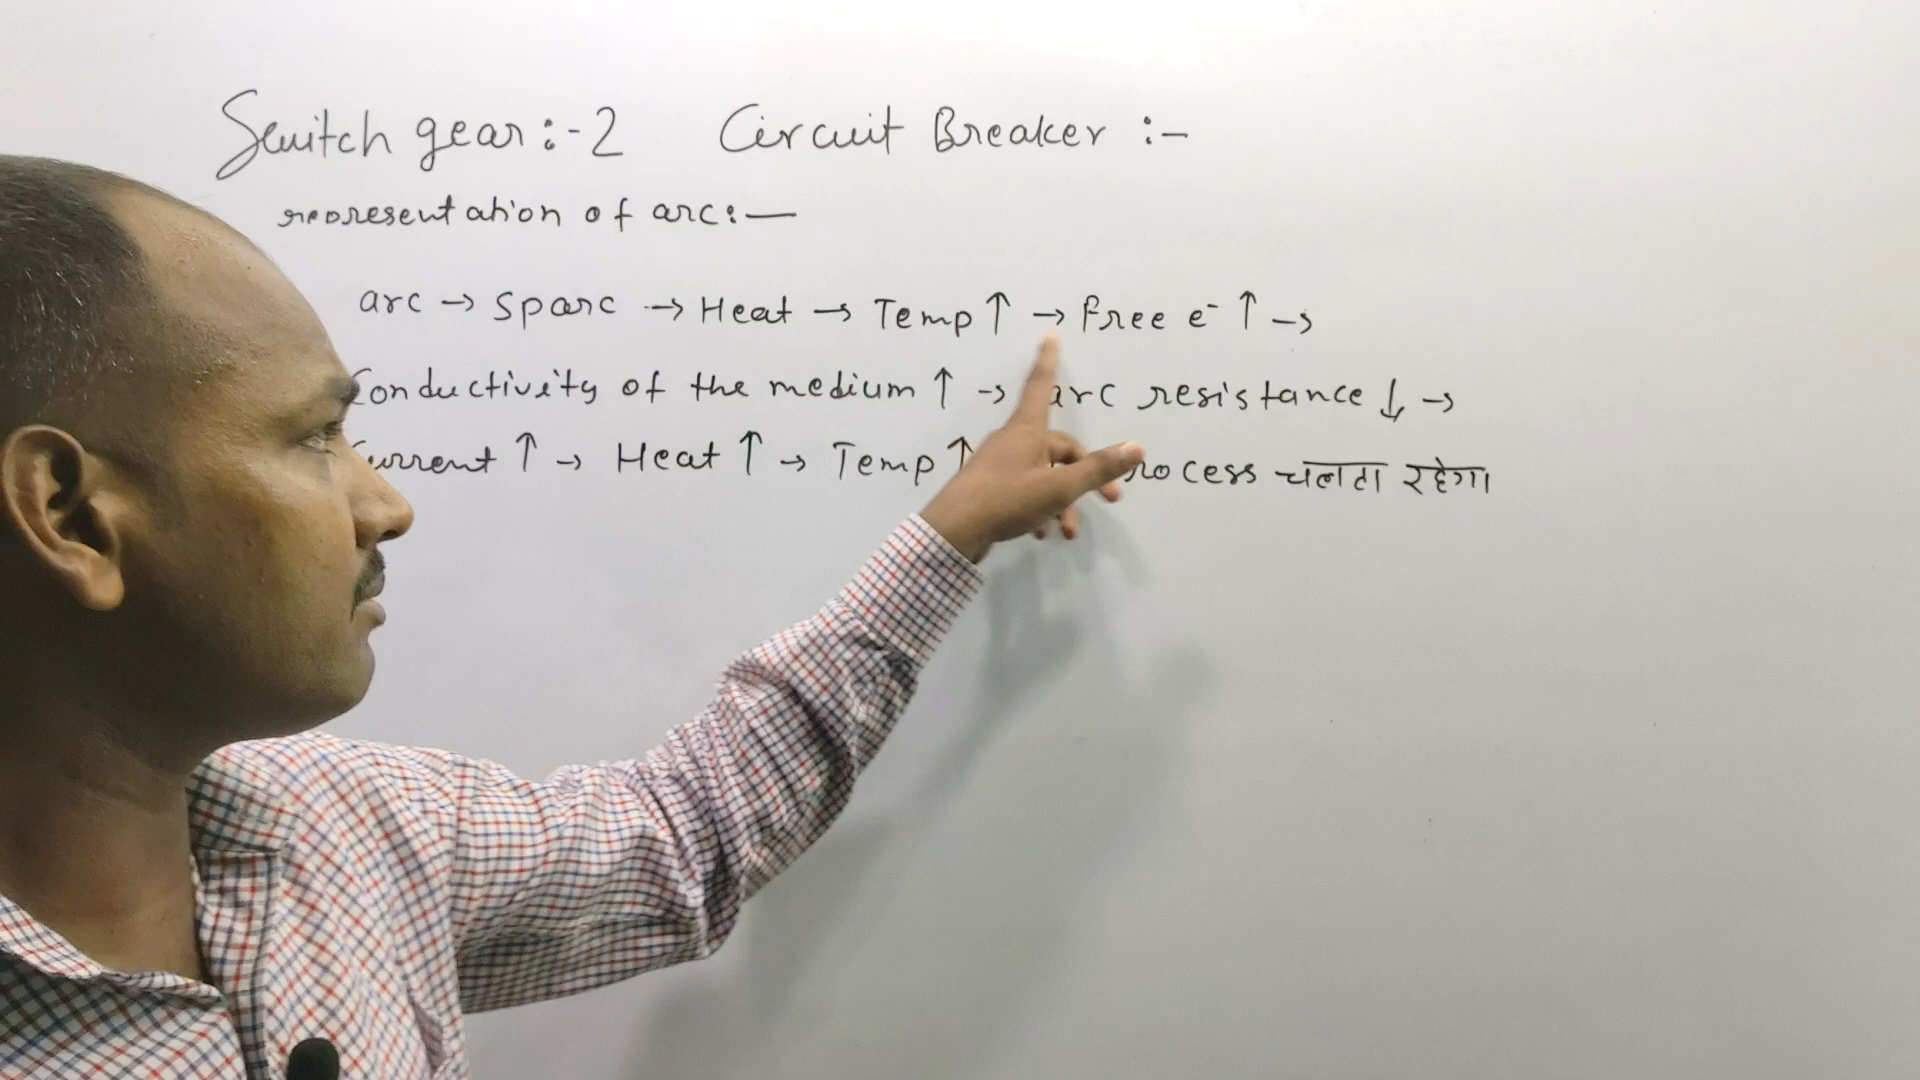 Switch gear:-2 Circuit Breaker :-
representation of arc:—
arc → sparc → Heat → Temp ↑ → free e⁻ ↑ →
Conductivity of the medium ↑ → arc resistance ↓ →
Current ↑ → Heat ↑ → Temp ↑ process चलता रहेगा